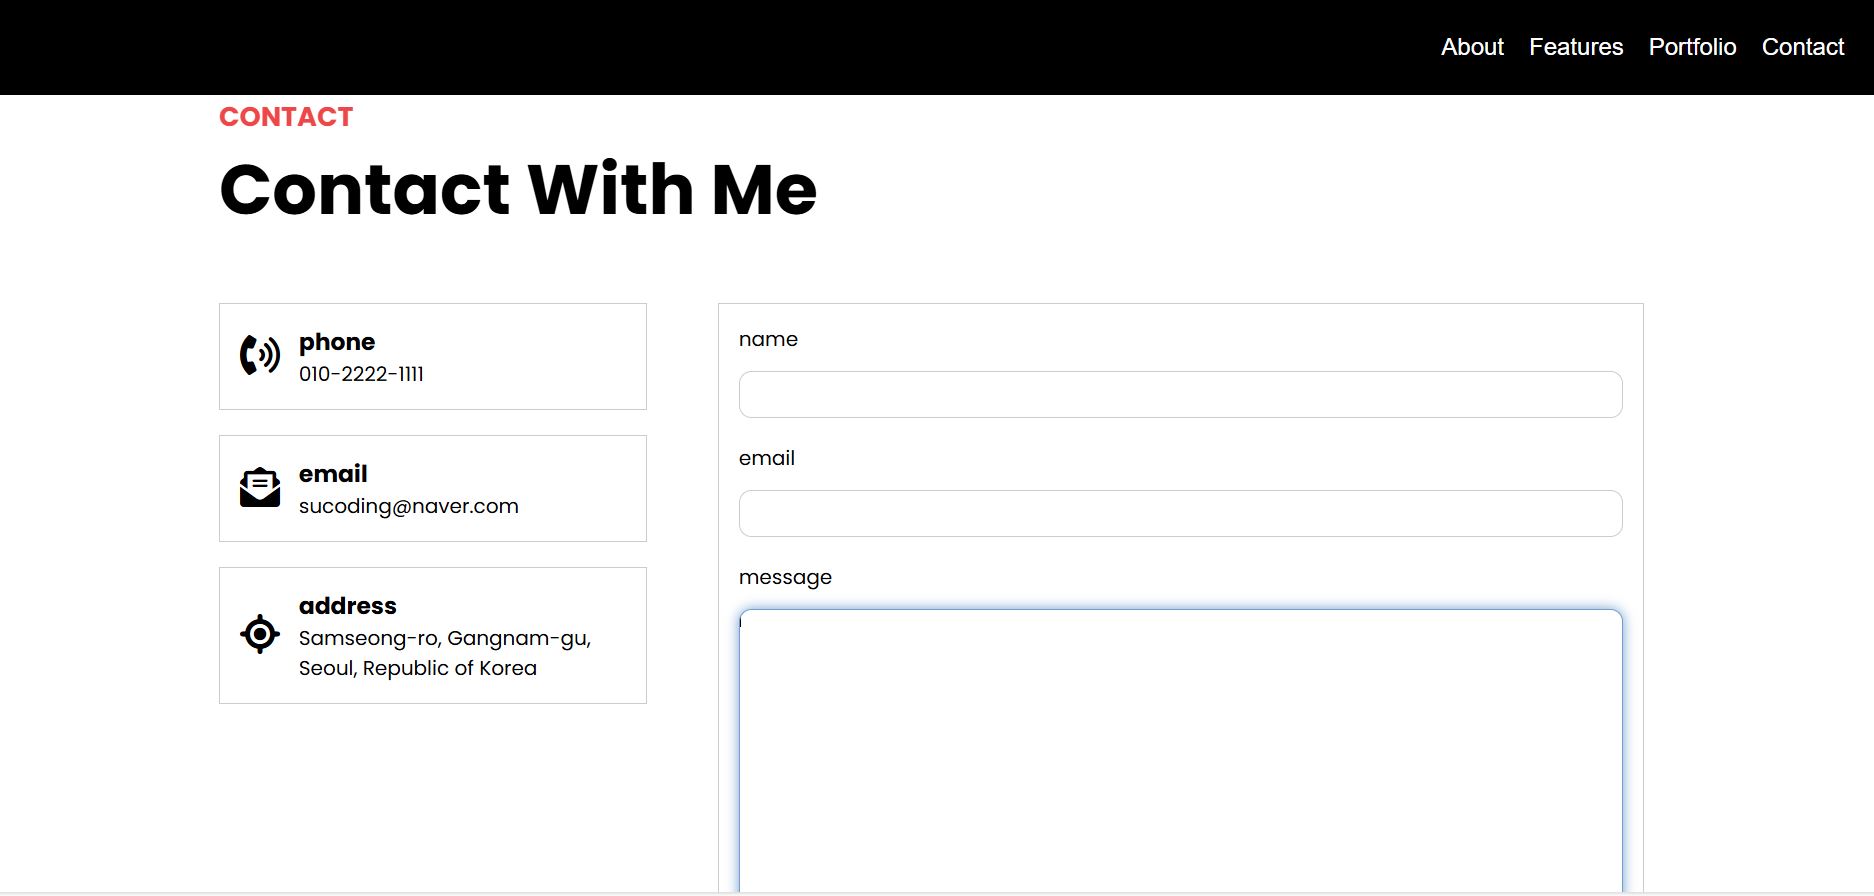 About Features Portfolio Contact
CONTACT
Contact With Me
phone
010-2222-1111
email
sucoding@naver.com
address
Samseong-ro, Gangnam-gu,
Seoul, Republic of Korea
name
email
message